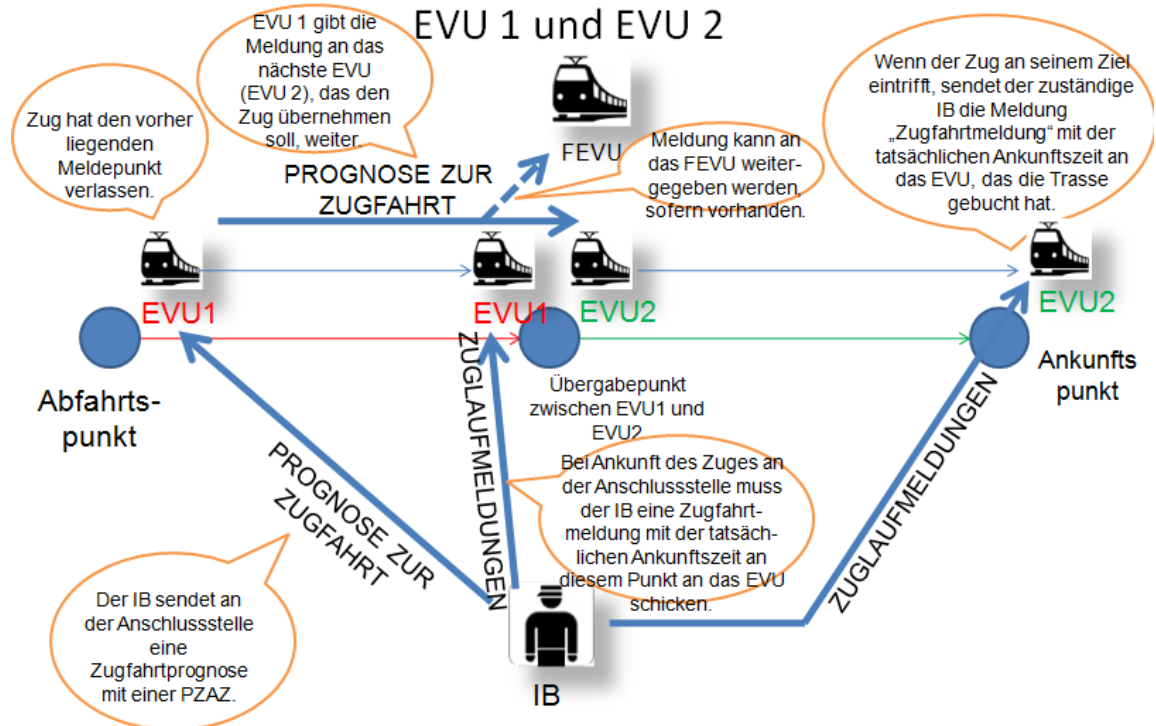 EVU 1 und EVU 2
EVU 1 gibt die
Meldung an das
nächste EVU
(EVU 2), das den
Zug übernehmen
soll, weiter.
Zug hat den vorher
liegenden
Meldepunkt
verlassen.
Wenn der Zug an seinem Ziel
eintrifft, sendet der zuständige
IB die Meldung
„Zugfahrtmeldung“ mit der
tatsächlichen Ankunftszeit an
das EVU, das die Trasse
gebucht hat.
FEVU
Meldung kann an
das FEVU weiter-
gegeben werden,
sofern vorhanden.
PROGNOSE ZUR
ZUGFAHRT
EVU1
EVU1
EVU2
EVU2
Abfahrts-
punkt
Übergabepunkt
zwischen EVU1 und
EVU2
Ankunfts
punkt
PROGNOSE ZUR
ZUGFAHRT
ZUGLAUFMELDUNGEN
ZUGLAUFMELDUNGEN
Bei Ankunft des Zuges an
der Anschlussstelle muss
der IB eine Zugfahrt-
meldung mit der tatsäch-
lichen Ankunftszeit an
diesem Punkt an das EVU
schicken.
Der IB sendet an
der Anschlussstelle
eine
Zugfahrtprognose
mit einer PZAZ.
IB